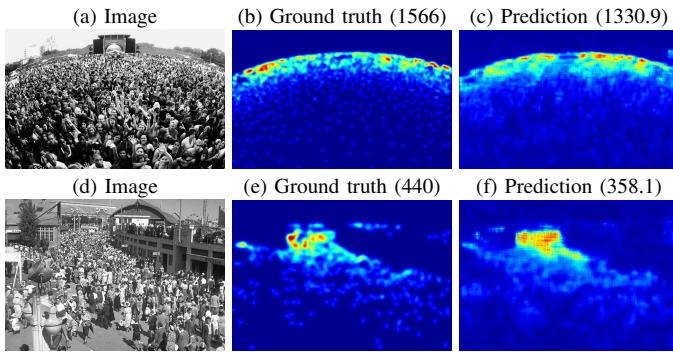 (a) Image
(b) Ground truth (1566)
(c) Prediction (1330.9)
(d) Image
(e) Ground truth (440)
(f) Prediction (358.1)